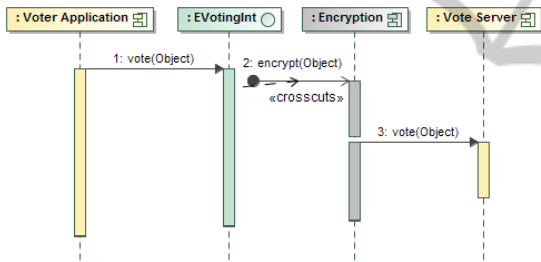 : Voter Application
: EVotingInt
: Encryption
: Vote Server
1: vote(Object)
2: encrypt(Object)
«crosscuts»
3: vote(Object)